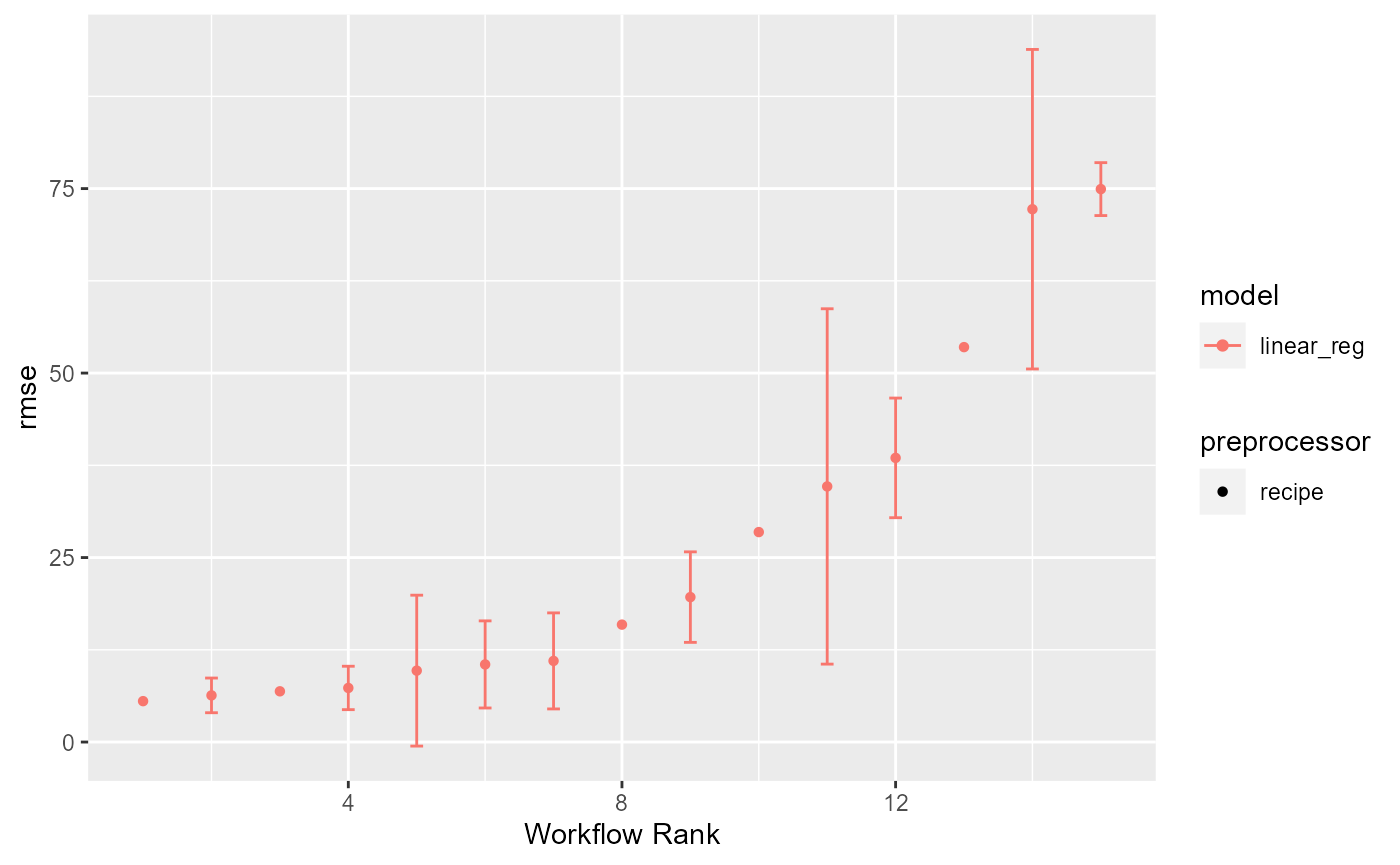 75
50
25
0
rmse
4
8
12
Workflow Rank
model
linear_reg
preprocessor
recipe